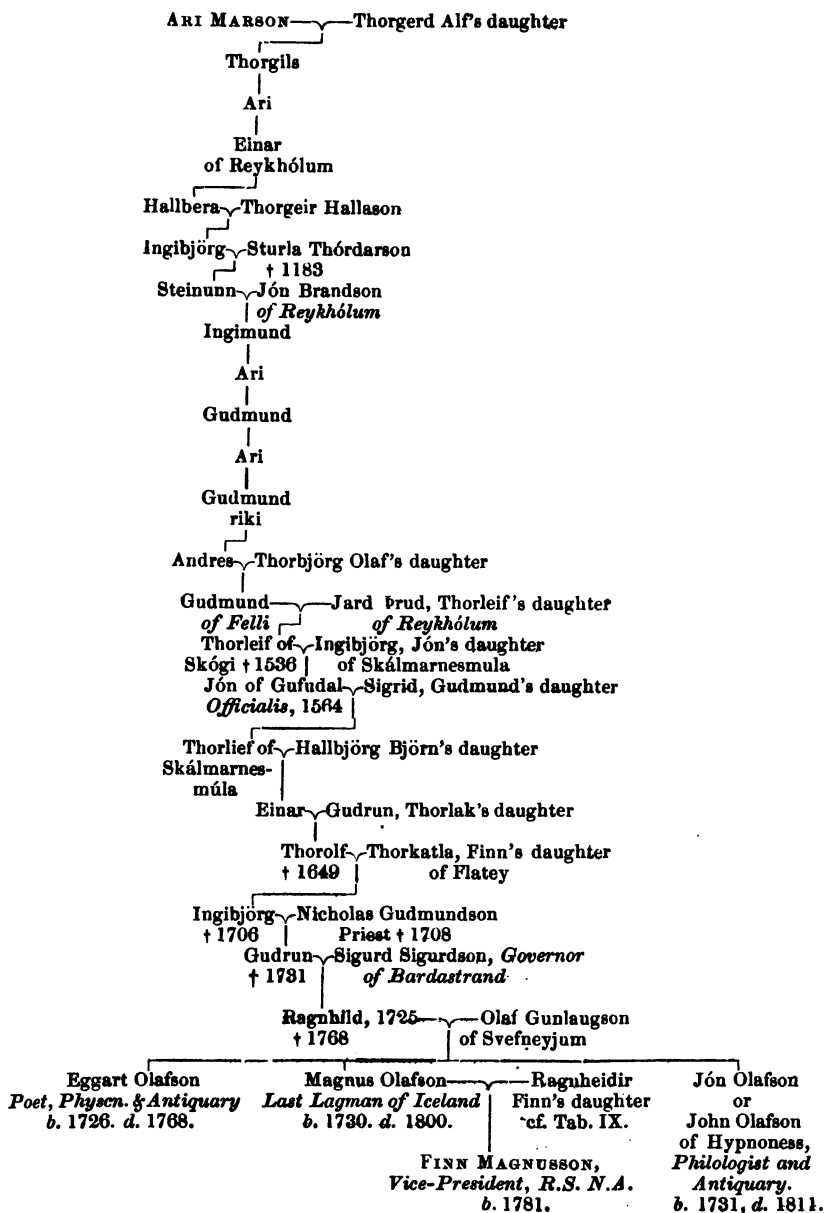 ARI MARSON Thorgerd Alf's daughter
Thorgils
Ari
Einar
of Reykhólum
Hallbera Thorgeir Hallason
Ingibjörg Sturla Thórdarson
† 1183
Steinunn Jón Brandson
of Reykhólum
Ingimund
Ari
Gudmund
Ari
Gudmund
riki
Andres Thorbjörg Olaf's daughter
Gudmund Jard Þrud, Thorleif's daughter
of Felli of Reykhólum
Thorleif of Ingibjörg, Jón's daughter
Skógi † 1536 of Skálmarnesmula
Jón of Gufudal Sigrid, Gudmund's daughter
Officialis, 1564
Thorlief of Hallbjörg Björn's daughter
Skálmarnes-
múla
Einar Gudrun, Thorlak's daughter
Thorolf Thorkatla, Finn's daughter
† 1649 of Flatey
Ingibjörg Nicholas Gudmundson
† 1706 Priest † 1708
Gudrun Sigurd Sigurdson, Governor
† 1731 of Bardastrand
Ragnhild, 1725 Olaf Gunlaugson
† 1768 of Svefneyjum
Eggart Olafson Magnus Olafson Raguheidir Jón Olafson
Poet, Physcn. & Antiquary Last Lagman of Iceland Finn's daughter or
b. 1726. d. 1768. b. 1730. d. 1800. cf. Tab. IX. John Olafson
of Hypnoness,
FINN MAGNUSSON, Philologist and
Vice-President, R.S. N.A. Antiquary.
b. 1781. b. 1731, d. 1811.